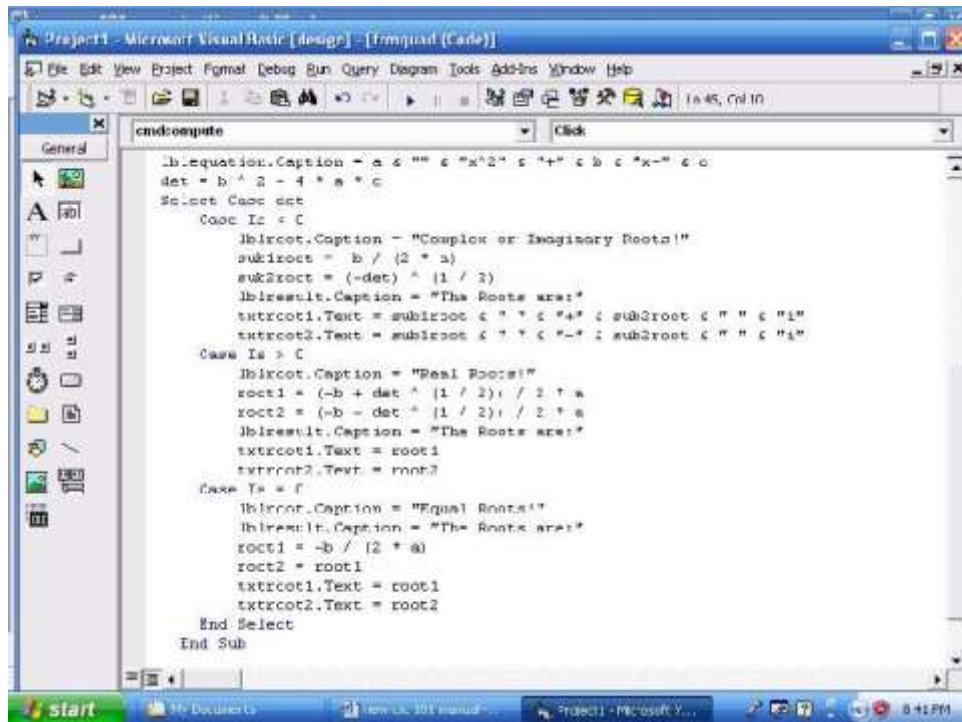 Project1 - Microsoft Visual Basic [design] - [frmquad (Code)]
File Edit View Project Format Debug Run Query Diagram Tools Add-Ins Window Help
Ln 45, Col 10
General
cmdcompute Click
lblequation.Caption = a & "" & "x^2" & "+" & b & "x-" & c
det = b ^ 2 - 4 * a * c
Select Case det
Case Is < 0
lblroot.Caption = "Complex or Imaginary Roots!"
sub1root = b / (2 * a)
sub2root = (-det) ^ (1 / 2)
lblresult.Caption = "The Roots are:"
txtroot1.Text = sub1root & " " & "+" & sub2root & " " & "i"
txtroot2.Text = sub1root & " " & "-" & sub2root & " " & "i"
Case Is > 0
lblroot.Caption = "Real Roots!"
root1 = (-b + det ^ (1 / 2)) / 2 * a
root2 = (-b - det ^ (1 / 2)) / 2 * a
lblresult.Caption = "The Roots are:"
txtroot1.Text = root1
txtroot2.Text = root2
Case Is = 0
lblroot.Caption = "Equal Roots!"
lblresult.Caption = "The Roots are:"
root1 = -b / (2 * a)
root2 = root1
txtroot1.Text = root1
txtroot2.Text = root2
End Select
End Sub
start My Documents manual -... Project1 - Microsoft V... 8:41 PM